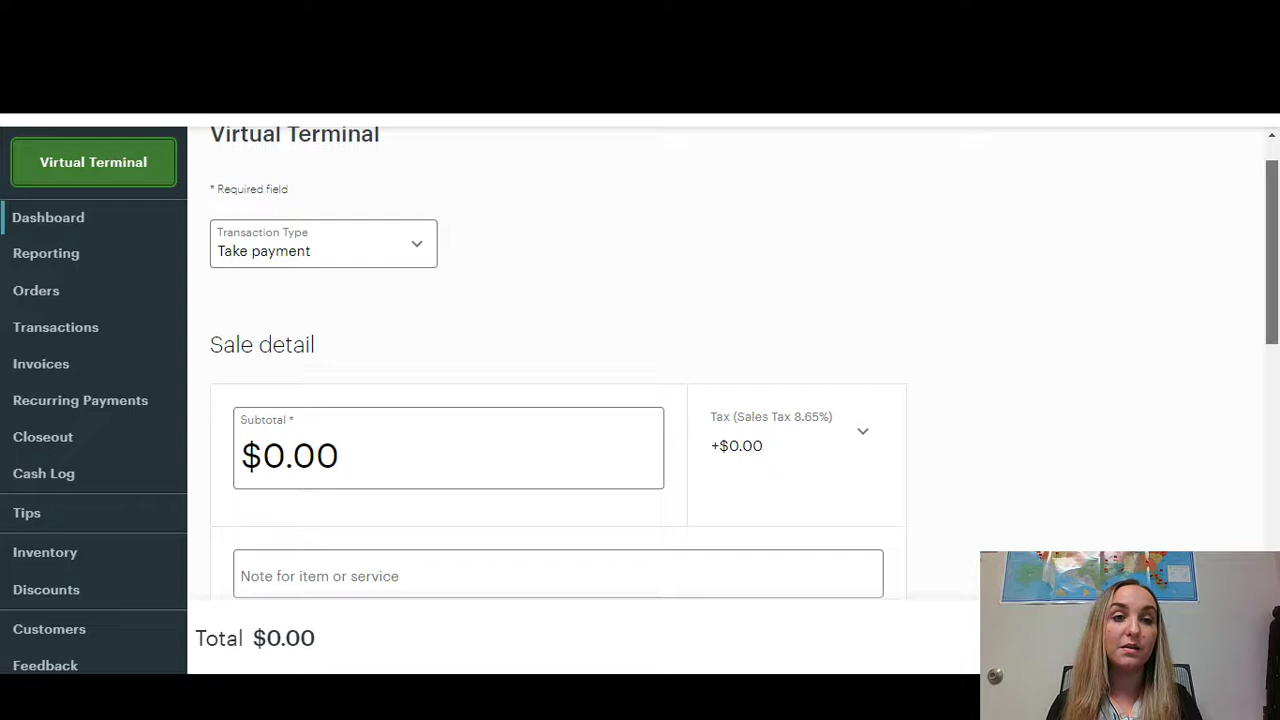 Virtual Terminal
Dashboard
Reporting
Orders
Transactions
Invoices
Recurring Payments
Closeout
Cash Log
Tips
Inventory
Discounts
Customers
Feedback
Virtual Terminal
* Required field
Transaction Type
Take payment
Sale detail
Subtotal *
$0.00
Tax (Sales Tax 8.65%)
+$0.00
Note for item or service
Total $0.00